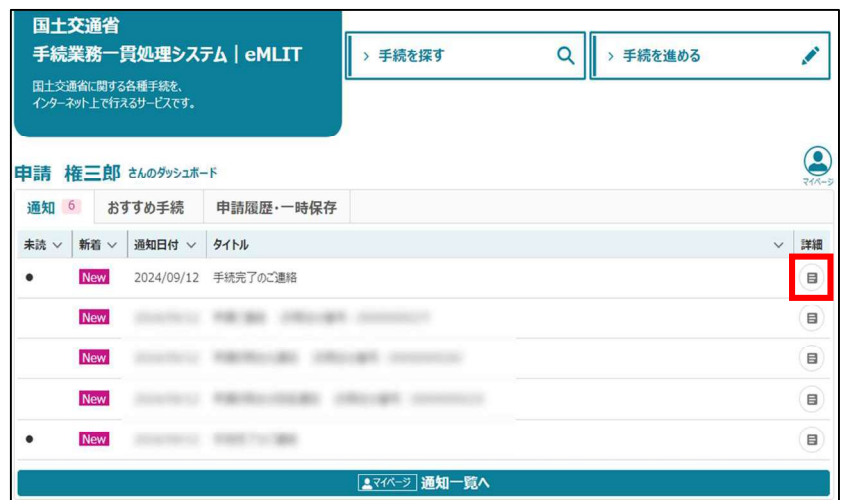 国土交通省
手続業務一貫処理システム | eMLIT
国土交通省に関する各種手続を、
インターネット上で行えるサービスです。
> 手続を探す
> 手続を進める
申請 権三郎 さんのダッシュボード
マイページ
通知 6 おすすめ手続 申請履歴・一時保存
未読 新着 通知日付 タイトル 詳細
● New 2024/09/12 手続完了のご連絡
New
New
New
● New
マイページ 通知一覧へ